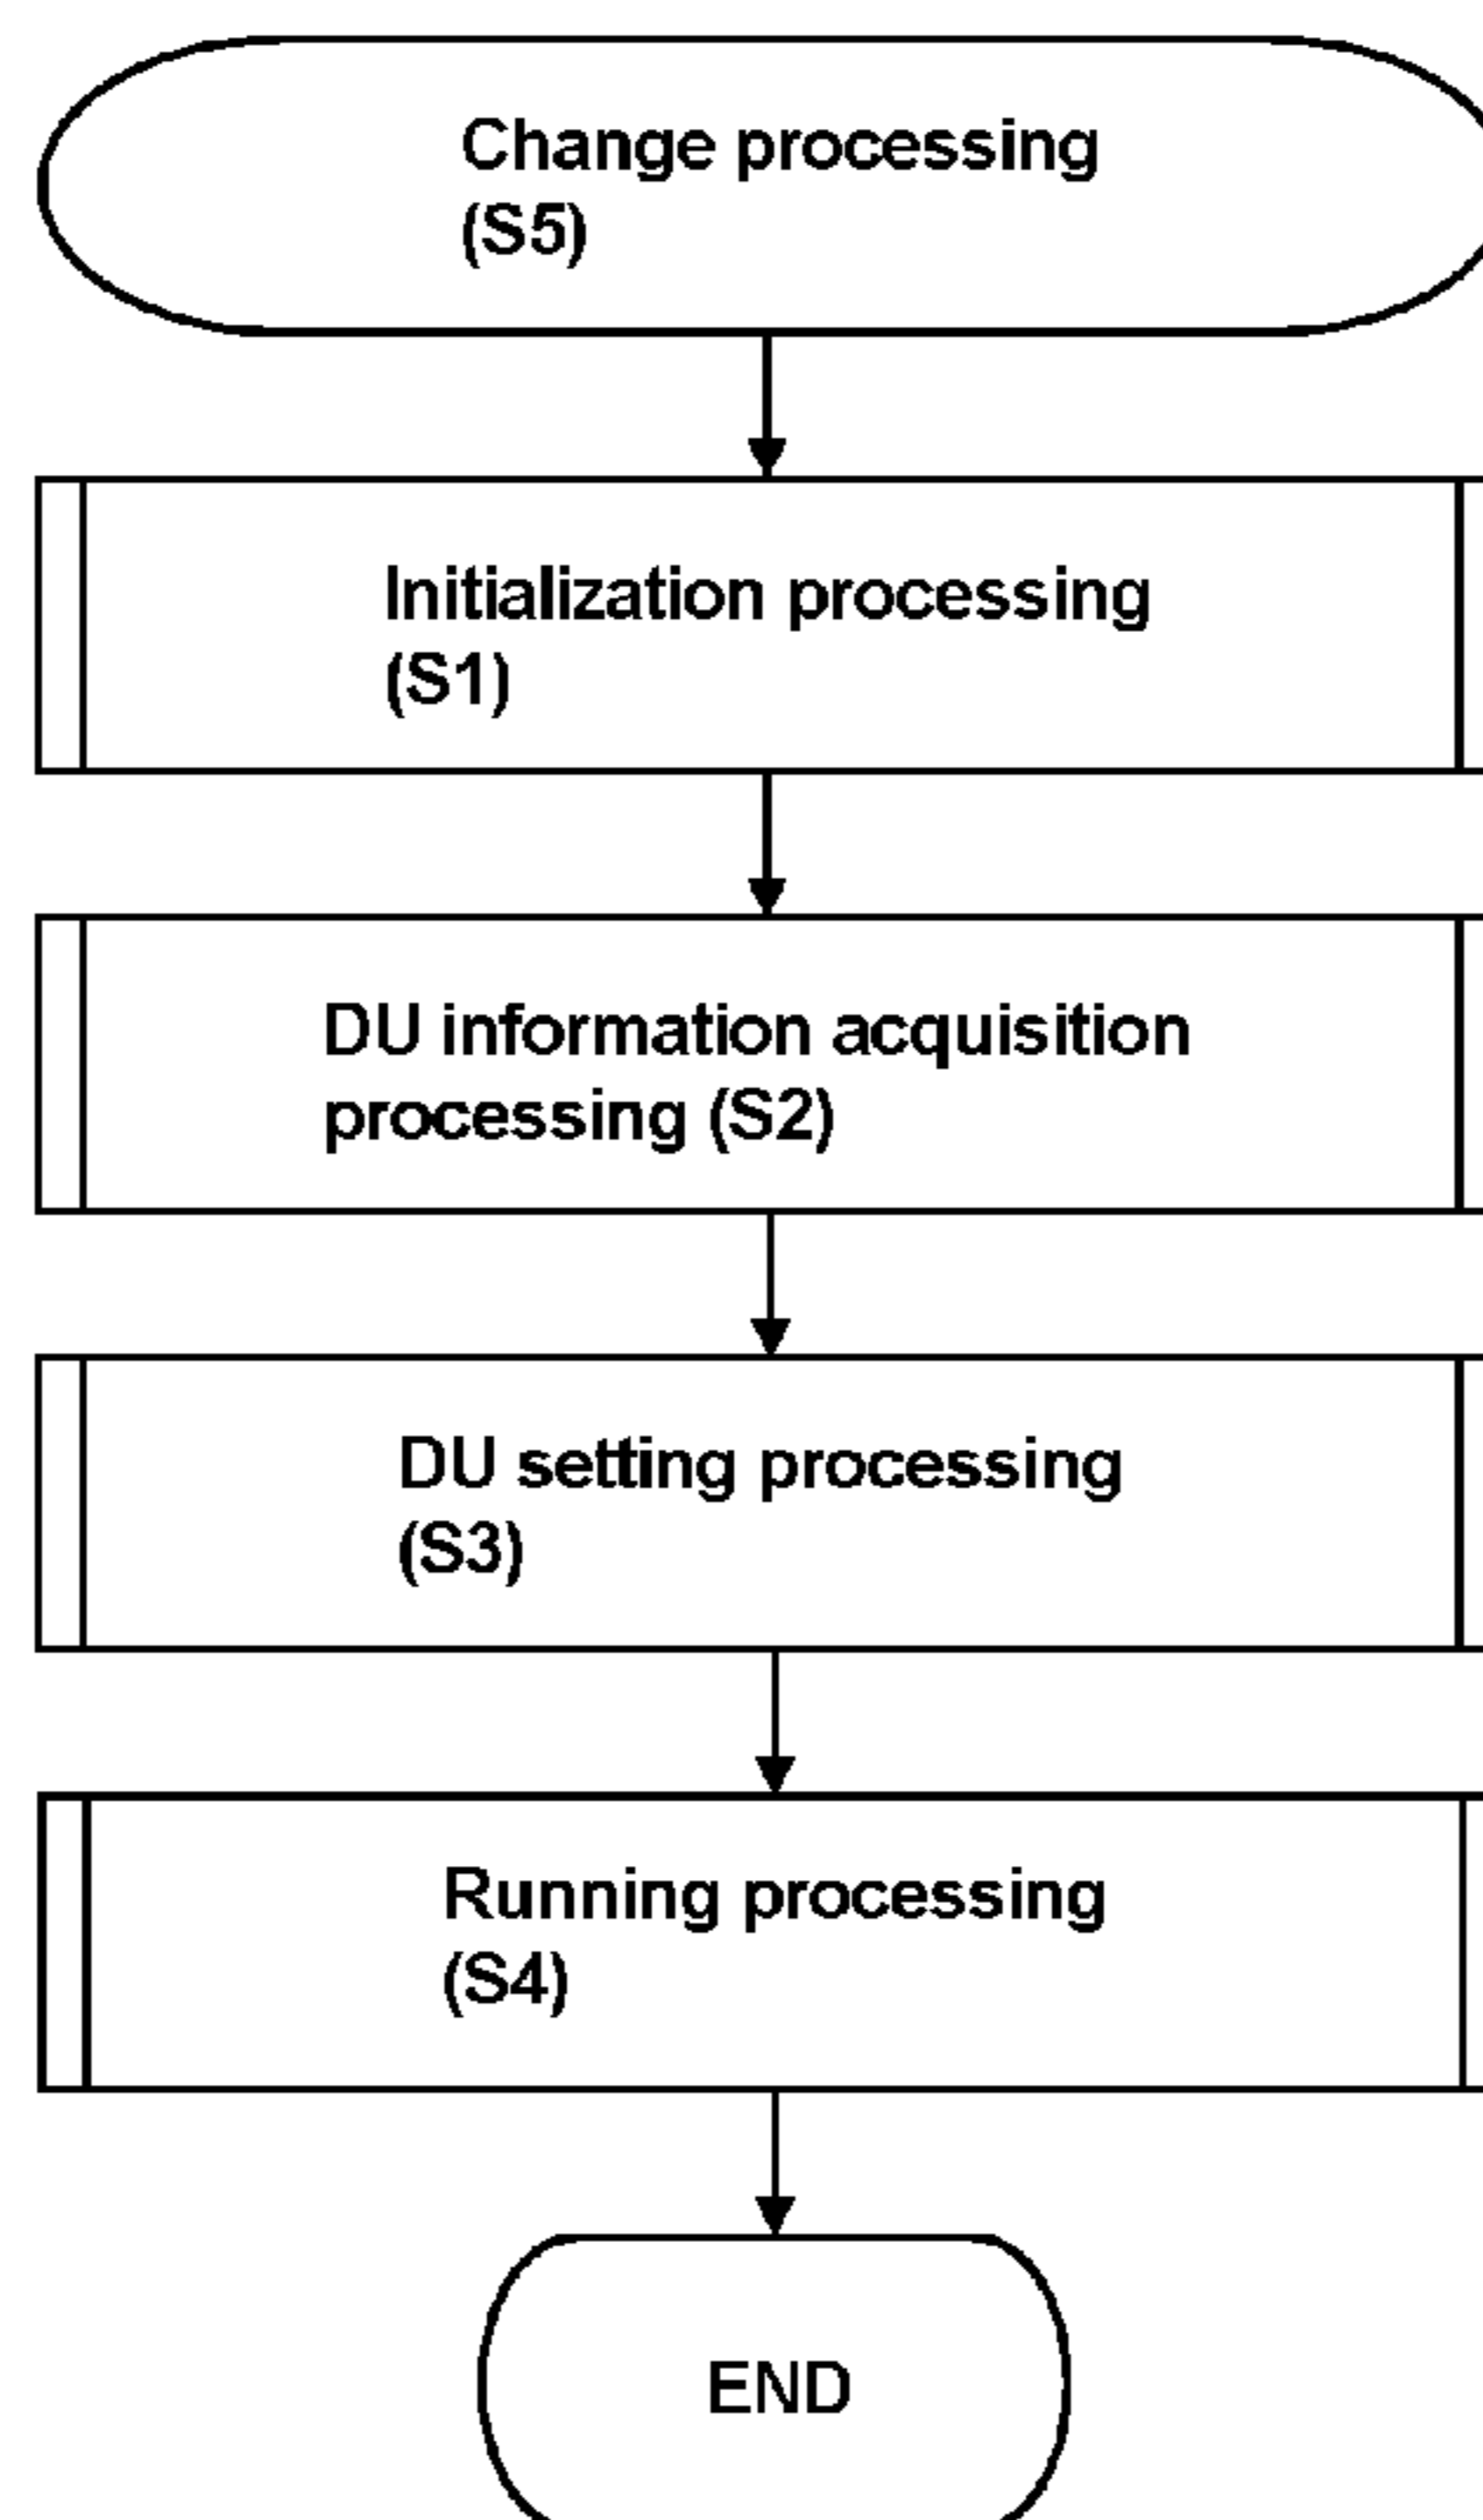 Change processing
(S5)
Initialization processing
(S1)
DU information acquisition
processing (S2)
DU setting processing
(S3)
Running processing
(S4)
END